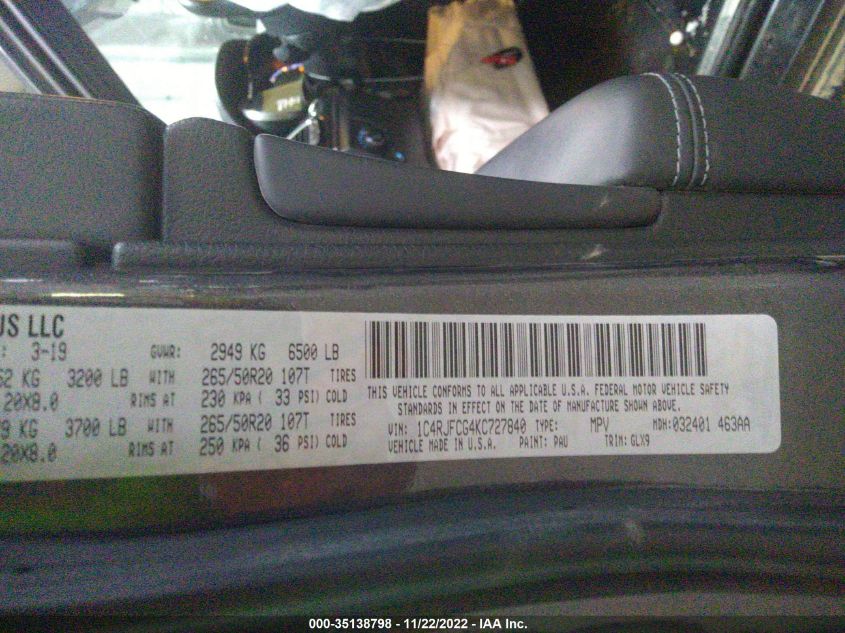 US LLC
: 3-19 GVWR: 2949 KG 6500 LB
62 KG 3200 LB WITH 265/50R20 107T TIRES
20X8.0 RIMS AT 230 KPA ( 33 PSI) COLD
9 KG 3700 LB WITH 265/50R20 107T TIRES
20X8.0 RIMS AT 250 KPA ( 36 PSI) COLD
THIS VEHICLE CONFORMS TO ALL APPLICABLE U.S.A. FEDERAL MOTOR VEHICLE SAFETY
STANDARDS IN EFFECT ON THE DATE OF MANUFACTURE SHOWN ABOVE.
VIN: 1C4RJFCG4KC727840 TYPE: MPV MDH: 032401 463AA
VEHICLE MADE IN U.S.A. PAINT: PAU TRIM: GLX9
000-35138798 - 11/22/2022 - IAA Inc.